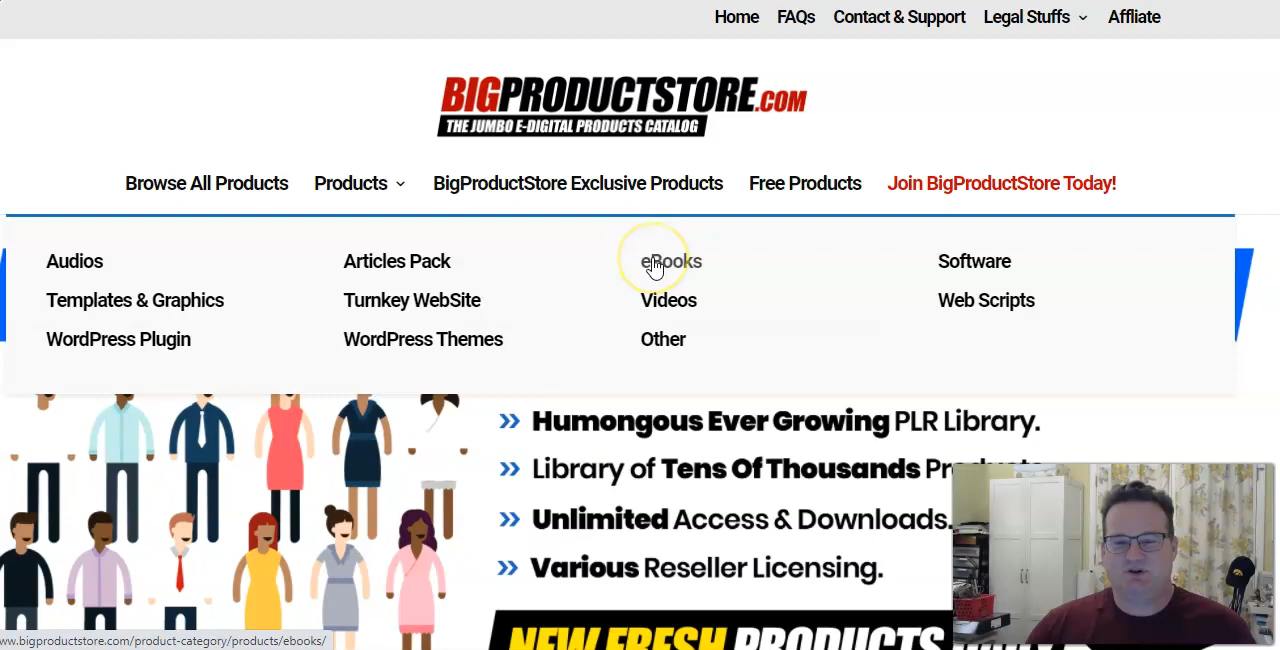 Home FAQs Contact & Support Legal Stuffs Affliate
BIGPRODUCTSTORE.COM
THE JUMBO E-DIGITAL PRODUCTS CATALOG
Browse All Products Products BigProductStore Exclusive Products Free Products Join BigProductStore Today!
Audios Articles Pack eBooks Software
Templates & Graphics Turnkey WebSite Videos Web Scripts
WordPress Plugin WordPress Themes Other
Humongous Ever Growing PLR Library.
Library of Tens Of Thousands Products
Unlimited Access & Downloads.
Various Reseller Licensing.
NEW FRESH PRODUCTS
www.bigproductstore.com/product-category/products/ebooks/